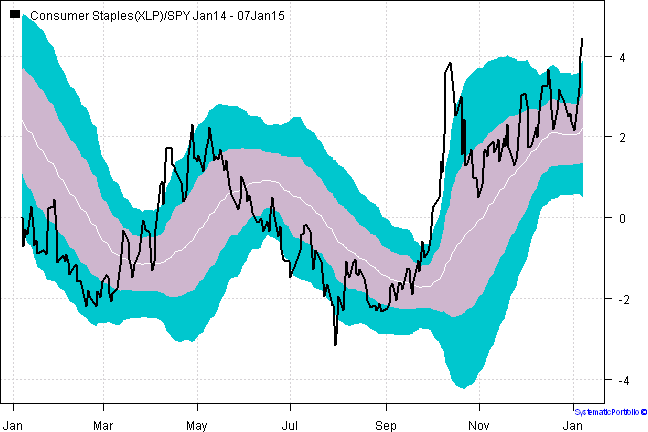 Consumer Staples(XLP)/SPY Jan14 - 07Jan15
4
2
0
-2
-4
Jan Mar May Jul Sep Nov Jan
SystematicPortfolio ©